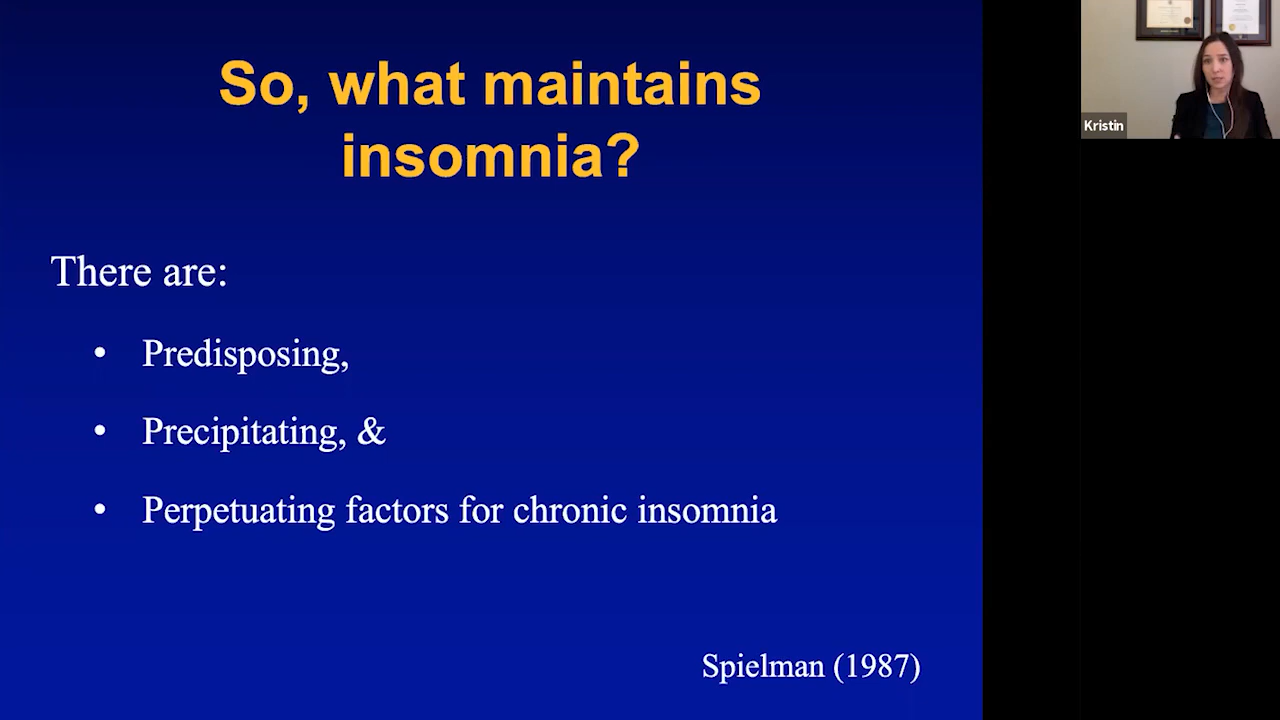 So, what maintains
insomnia?
There are:
• Predisposing,
• Precipitating, &
• Perpetuating factors for chronic insomnia
Spielman (1987)
Kristin